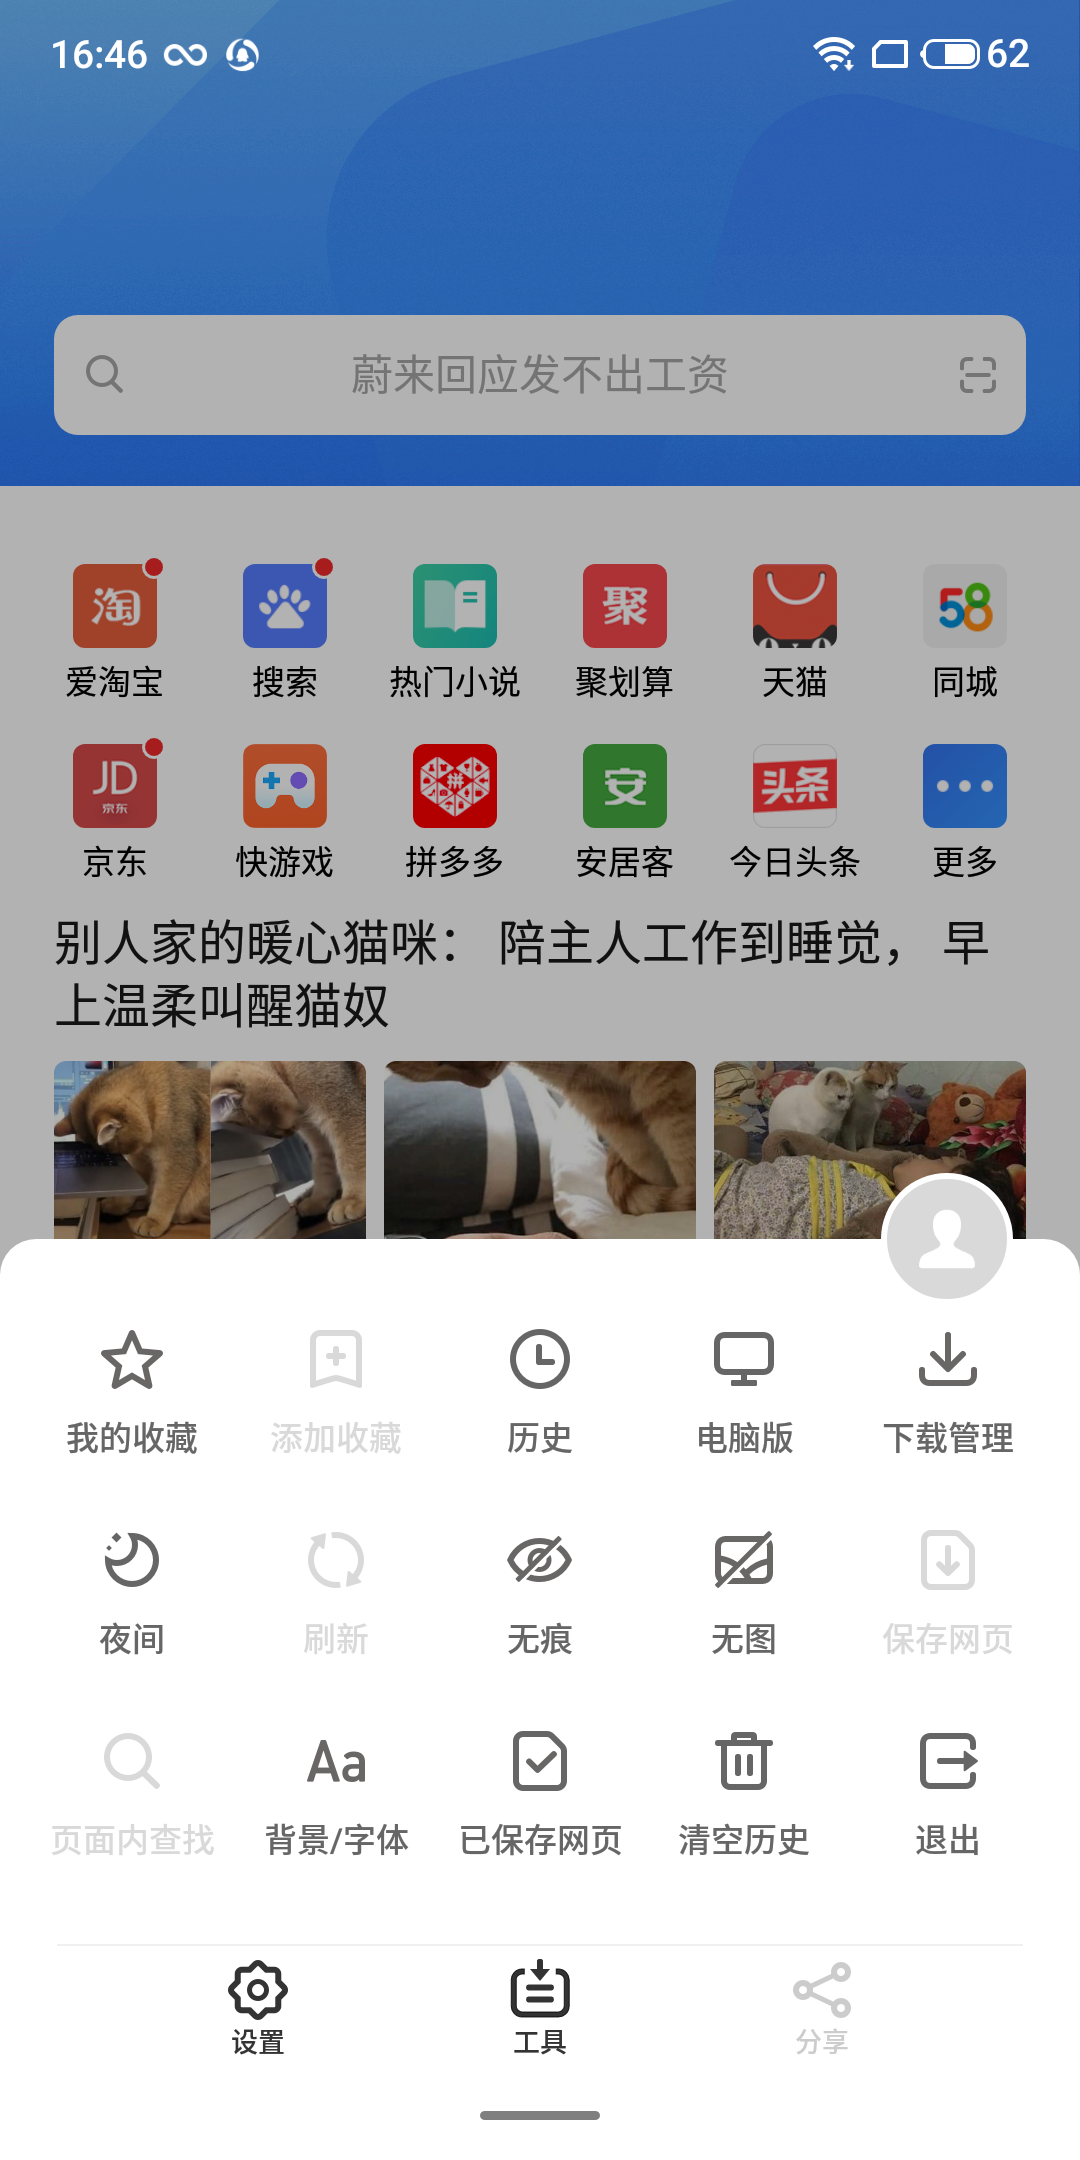 16:46
62
蔚来回应发不出工资
淘
聚
58
爱淘宝
搜索
热门小说
聚划算
天猫
同城
JD
京东
拼
安
头条
京东
快游戏
拼多多
安居客
今日头条
更多
别人家的暖心猫咪： 陪主人工作到睡觉， 早
上温柔叫醒猫奴
我的收藏
添加收藏
历史
电脑版
下载管理
夜间
刷新
无痕
无图
保存网页
Aa
页面内查找
背景/字体
已保存网页
清空历史
退出
设置
工具
分享